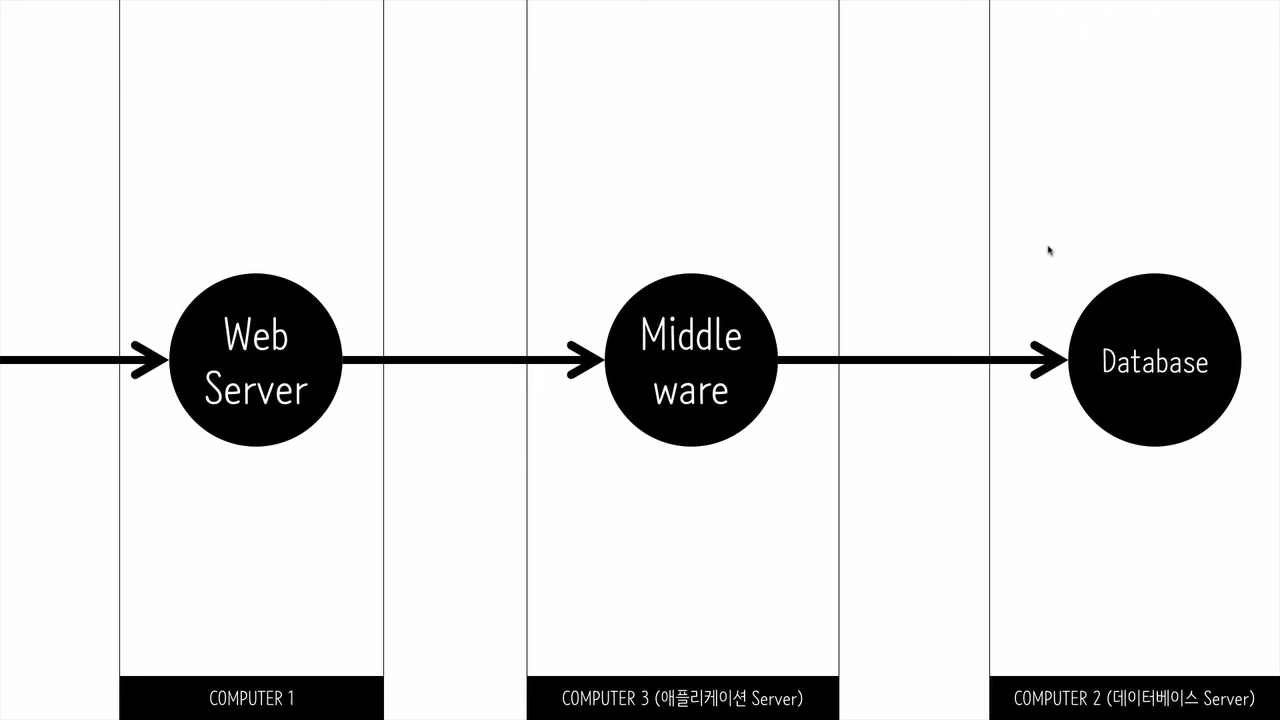 Web
Server
Middle
ware
Database
COMPUTER 1
COMPUTER 3 (애플리케이션 Server)
COMPUTER 2 (데이터베이스 Server)